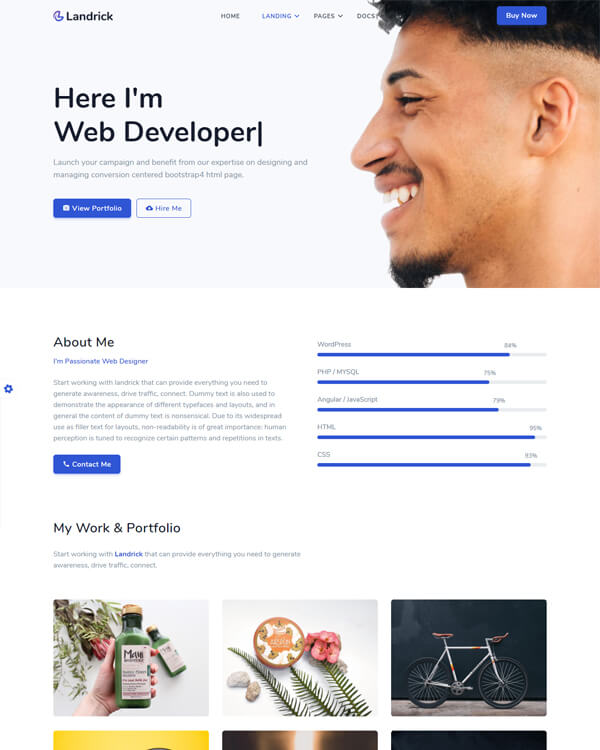 Landrick
HOME
LANDING
PAGES
DOCS
Buy Now
Here I'm
Web Developer|
Launch your campaign and benefit from our expertise on designing and
managing conversion centered bootstrap4 html page.
View Portfolio
Hire Me
About Me
I'm Passionate Web Designer
Start working with landrick that can provide everything you need to
generate awareness, drive traffic, connect. Dummy text is also used to
demonstrate the appearance of different typefaces and layouts, and in
general the content of dummy text is nonsensical. Due to its widespread
use as filler text for layouts, non-readability is of great importance: human
perception is tuned to recognize certain patterns and repetitions in texts.
Contact Me
WordPress
84%
PHP / MYSQL
75%
Angular / JavaScript
79%
HTML
95%
CSS
93%
My Work & Portfolio
Start working with Landrick that can provide everything you need to generate
awareness, drive traffic, connect.
Maui